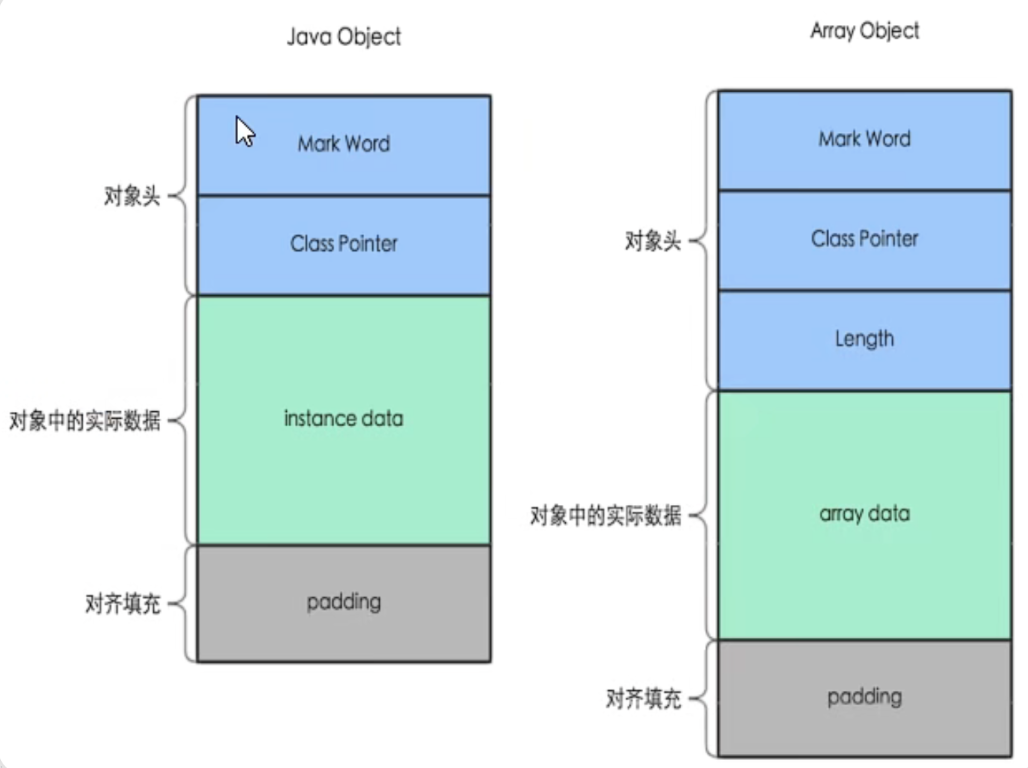 Java Object
对象头
Mark Word
Class Pointer
对象中的实际数据
instance data
对齐填充
padding
Array Object
对象头
Mark Word
Class Pointer
Length
对象中的实际数据
array data
对齐填充
padding